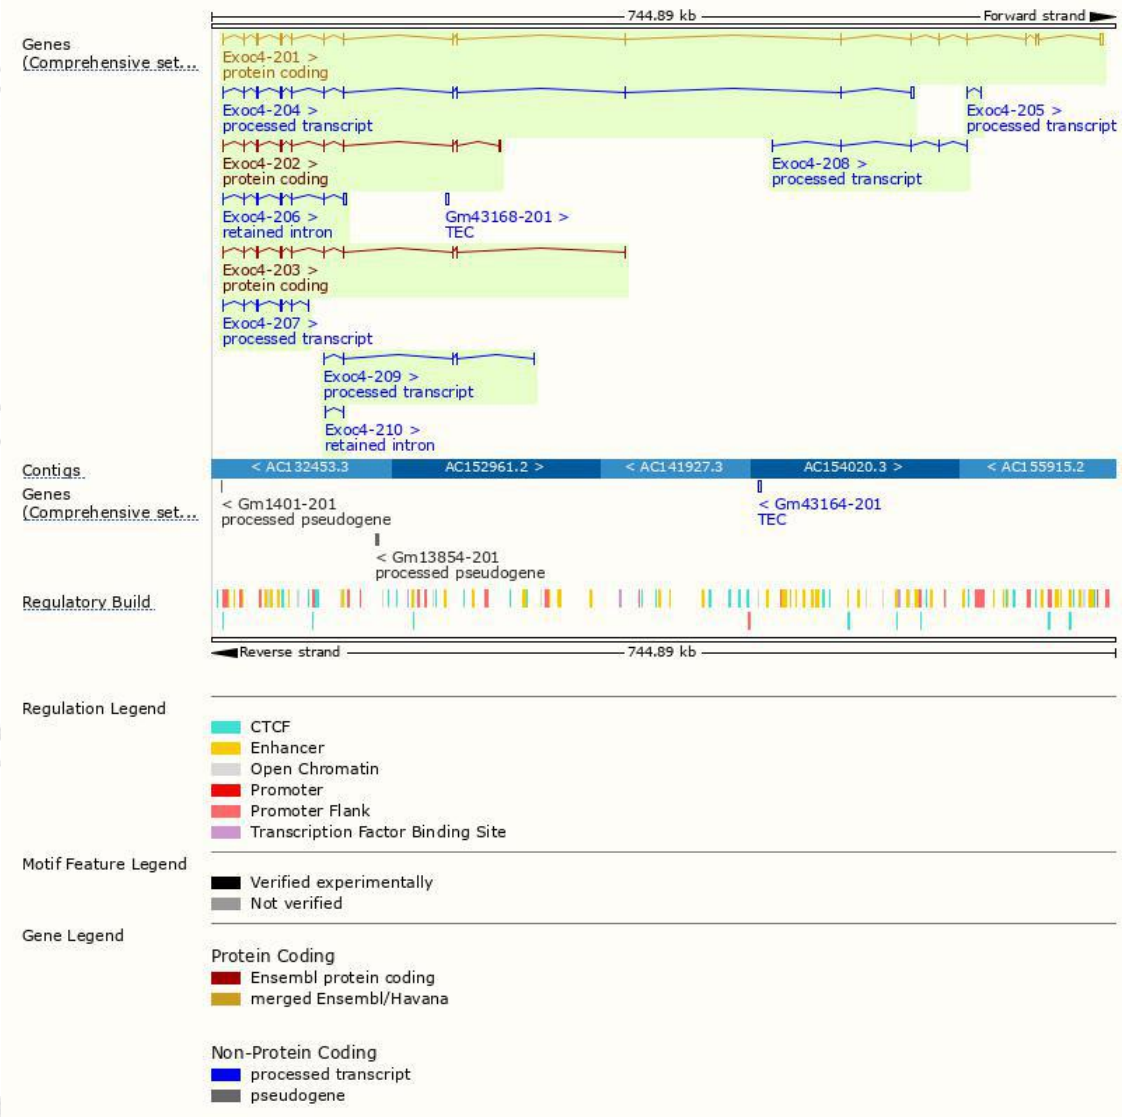 744.89 kb Forward strand
Genes
(Comprehensive set...
Exoc4-201 >
protein coding
Exoc4-204 > Exoc4-205 >
processed transcript processed transcript
Exoc4-202 > Exoc4-208 >
protein coding processed transcript
Exoc4-206 > Gm43168-201 >
retained intron TEC
Exoc4-203 >
protein coding
Exoc4-207 >
processed transcript
Exoc4-209 >
processed transcript
Exoc4-210 >
retained intron
Contigs < AC132453.3 AC152961.2 > < AC141927.3 AC154020.3 > < AC155915.2
Genes
(Comprehensive set...
< Gm1401-201 < Gm43164-201
processed pseudogene TEC
< Gm13854-201
processed pseudogene
Regulatory Build
Reverse strand 744.89 kb
Regulation Legend
CTCF
Enhancer
Open Chromatin
Promoter
Promoter Flank
Transcription Factor Binding Site
Motif Feature Legend
Verified experimentally
Not verified
Gene Legend
Protein Coding
Ensembl protein coding
merged Ensembl/Havana
Non-Protein Coding
processed transcript
pseudogene